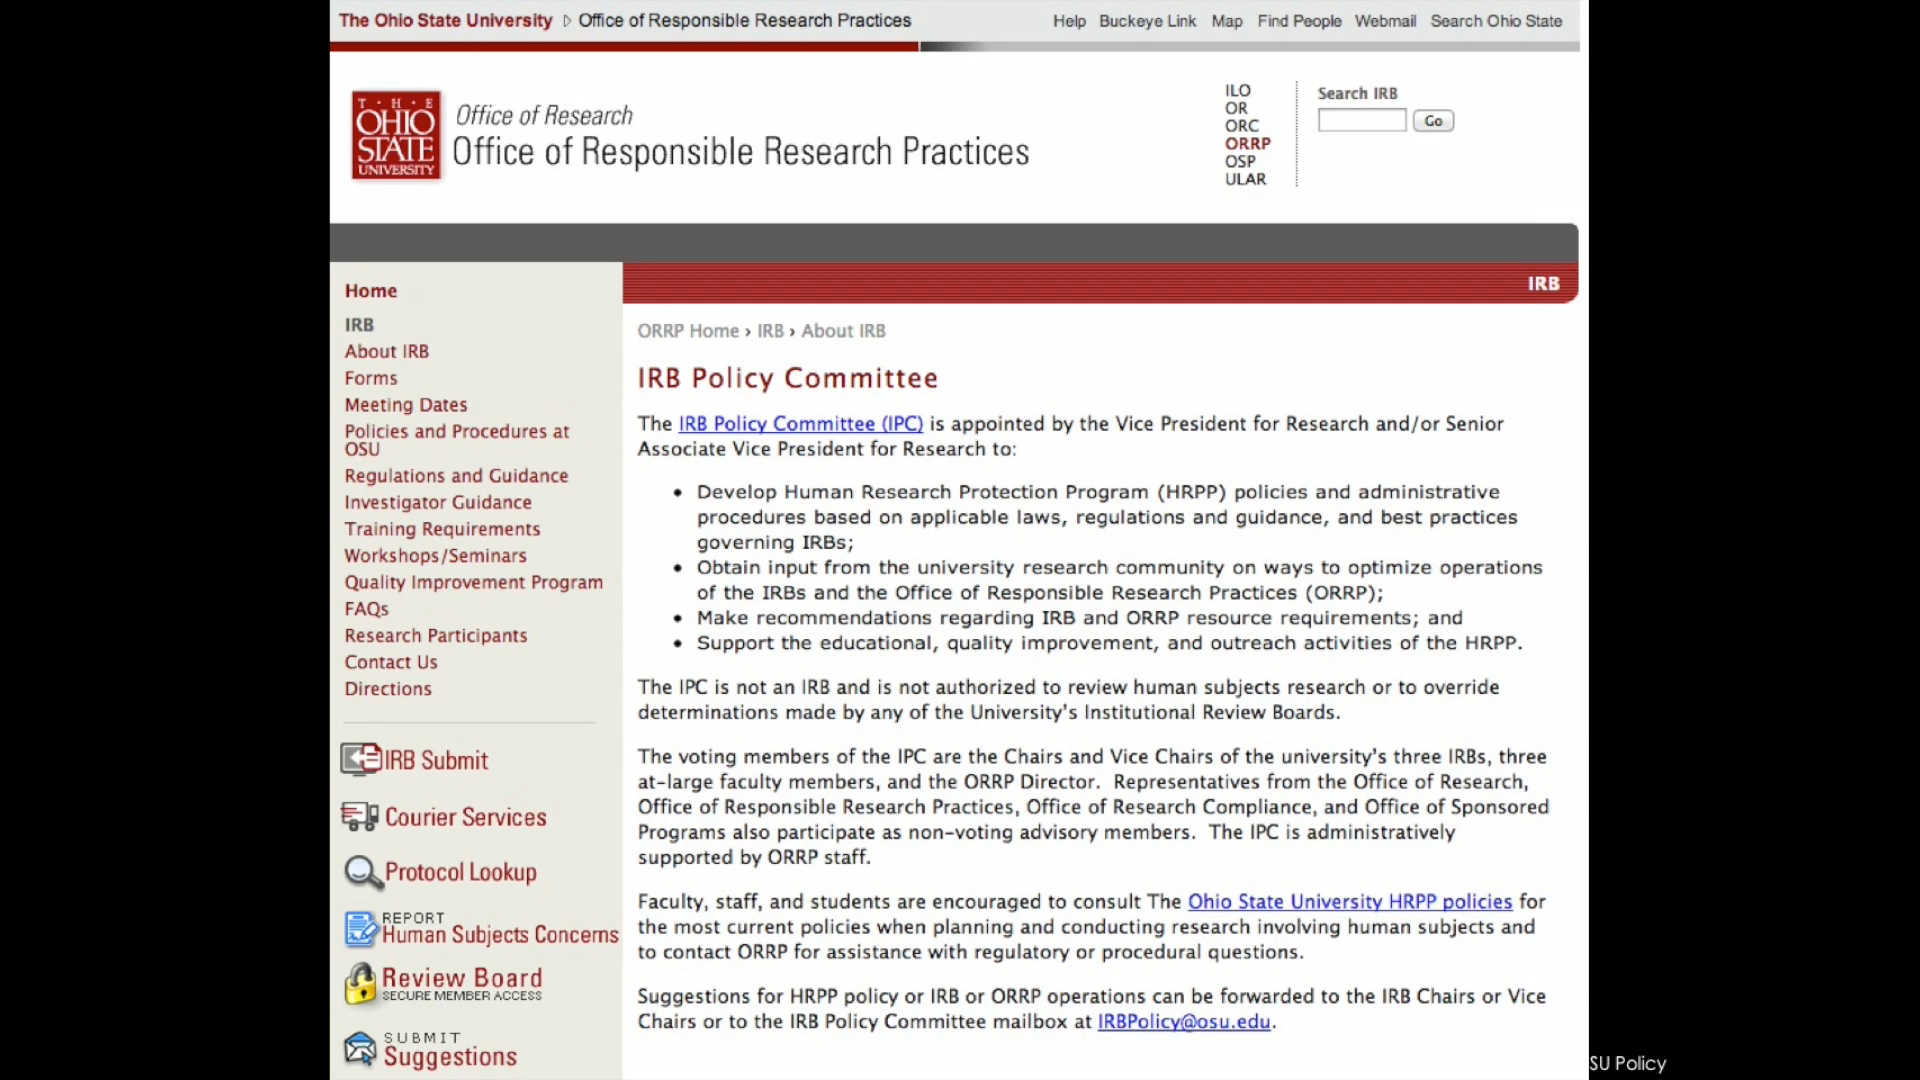 The Ohio State University ▷ Office of Responsible Research Practices
Help Buckeye Link Map Find People Webmail Search Ohio State
T · H · E
OHIO
STATE
UNIVERSITY
Office of Research
Office of Responsible Research Practices
ILO
OR
ORC
ORRP
OSP
ULAR
Search IRB
Go
IRB
Home
IRB
About IRB
Forms
Meeting Dates
Policies and Procedures at
OSU
Regulations and Guidance
Investigator Guidance
Training Requirements
Workshops/Seminars
Quality Improvement Program
FAQs
Research Participants
Contact Us
Directions
IRB Submit
Courier Services
Protocol Lookup
REPORT
Human Subjects Concerns
Review Board
SECURE MEMBER ACCESS
SUBMIT
Suggestions
ORRP Home › IRB › About IRB
IRB Policy Committee
The IRB Policy Committee (IPC) is appointed by the Vice President for Research and/or Senior
Associate Vice President for Research to:
• Develop Human Research Protection Program (HRPP) policies and administrative
procedures based on applicable laws, regulations and guidance, and best practices
governing IRBs;
• Obtain input from the university research community on ways to optimize operations
of the IRBs and the Office of Responsible Research Practices (ORRP);
• Make recommendations regarding IRB and ORRP resource requirements; and
• Support the educational, quality improvement, and outreach activities of the HRPP.
The IPC is not an IRB and is not authorized to review human subjects research or to override
determinations made by any of the University's Institutional Review Boards.
The voting members of the IPC are the Chairs and Vice Chairs of the university's three IRBs, three
at-large faculty members, and the ORRP Director. Representatives from the Office of Research,
Office of Responsible Research Practices, Office of Research Compliance, and Office of Sponsored
Programs also participate as non-voting advisory members. The IPC is administratively
supported by ORRP staff.
Faculty, staff, and students are encouraged to consult The Ohio State University HRPP policies for
the most current policies when planning and conducting research involving human subjects and
to contact ORRP for assistance with regulatory or procedural questions.
Suggestions for HRPP policy or IRB or ORRP operations can be forwarded to the IRB Chairs or Vice
Chairs or to the IRB Policy Committee mailbox at IRBPolicy@osu.edu.
SU Policy